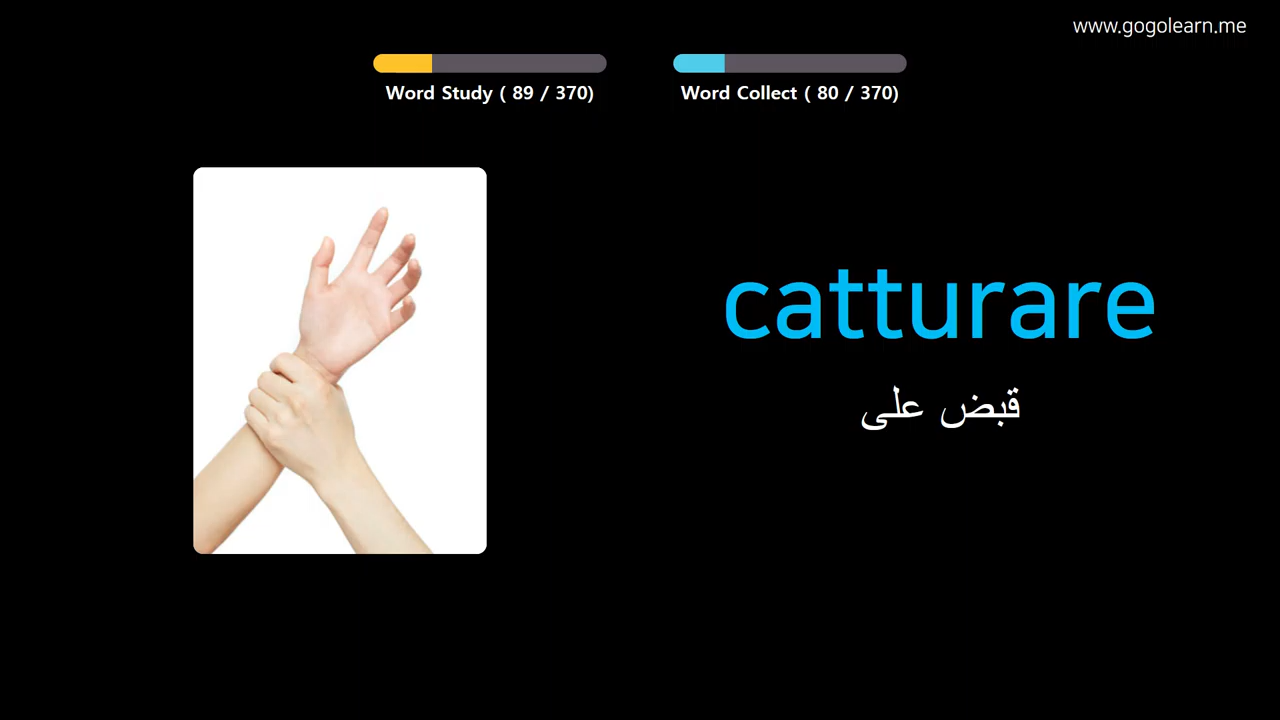 www.gogolearn.me
Word Study ( 89 / 370)
Word Collect ( 80 / 370)
catturare
قبض على